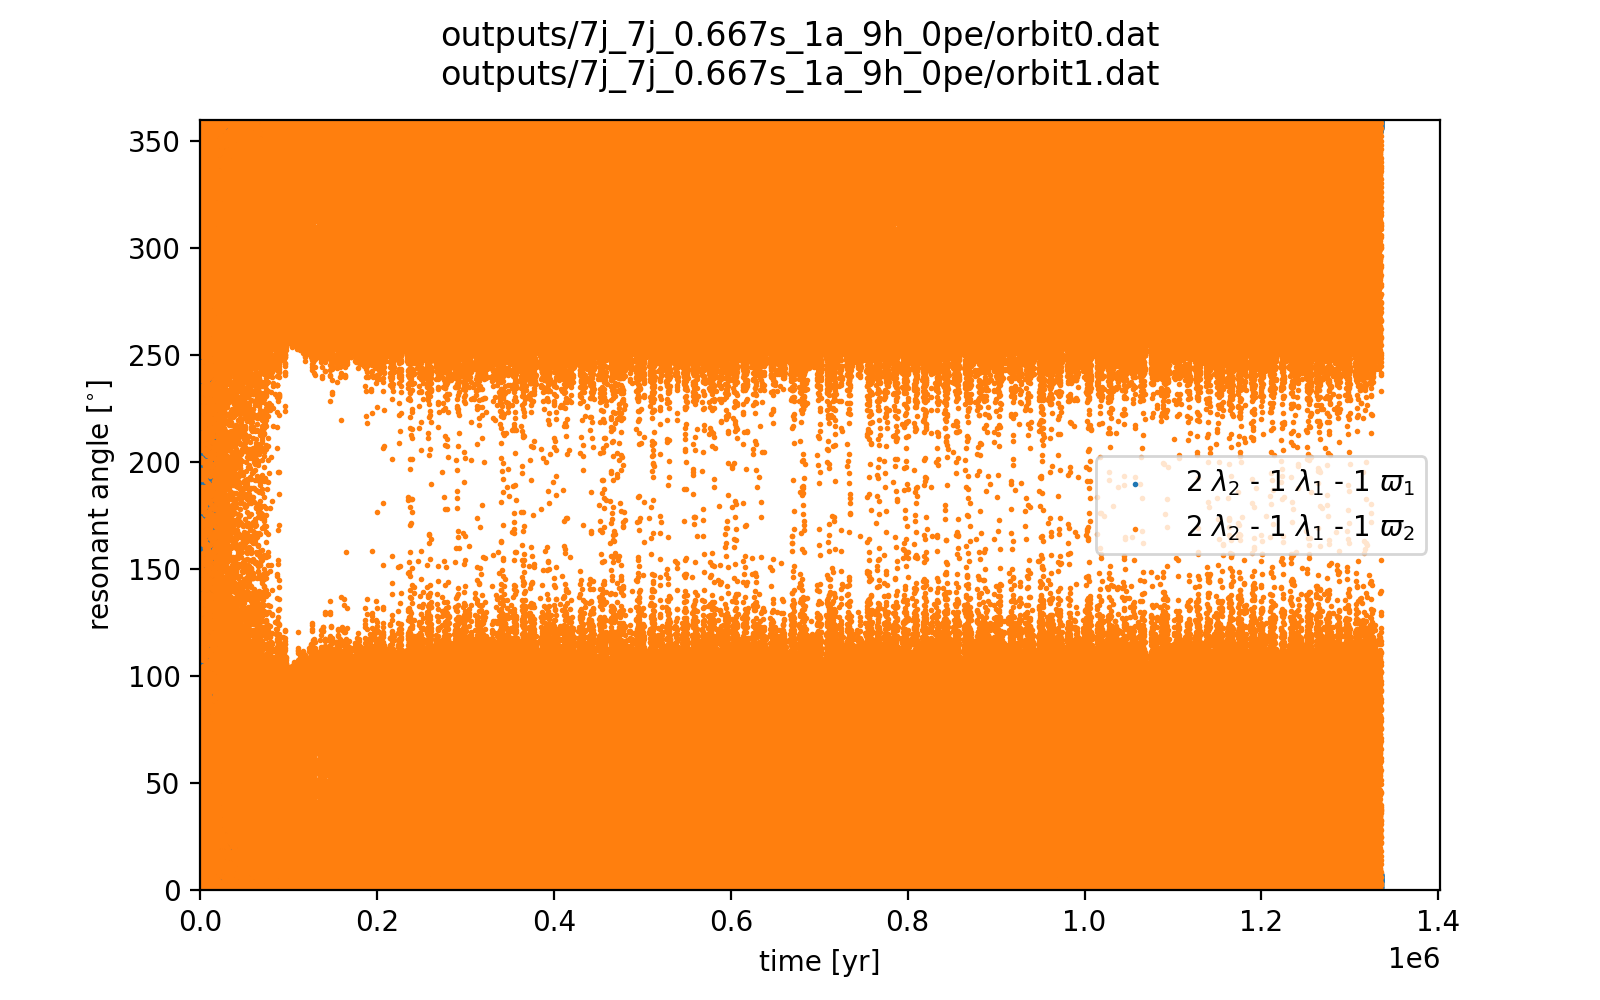 outputs/7j_7j_0.667s_1a_9h_0pe/orbit0.dat
outputs/7j_7j_0.667s_1a_9h_0pe/orbit1.dat
350
300
250
200
150
100
50
0
resonant angle [°]
2 λ₂ - 1 λ₁ - 1 ϖ₁
2 λ₂ - 1 λ₁ - 1 ϖ₂
0.0 0.2 0.4 0.6 0.8 1.0 1.2 1.4
time [yr]
1e6